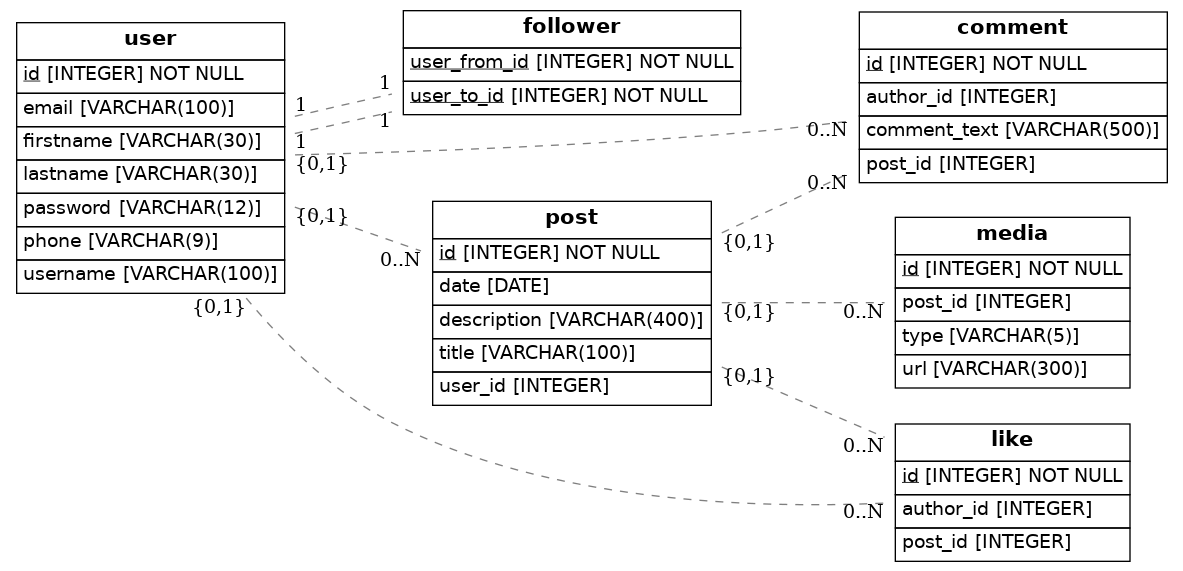 user
id [INTEGER] NOT NULL
email [VARCHAR(100)]
firstname [VARCHAR(30)]
lastname [VARCHAR(30)]
password [VARCHAR(12)]
phone [VARCHAR(9)]
username [VARCHAR(100)]
follower
user_from_id [INTEGER] NOT NULL
user_to_id [INTEGER] NOT NULL
comment
id [INTEGER] NOT NULL
author_id [INTEGER]
comment_text [VARCHAR(500)]
post_id [INTEGER]
post
id [INTEGER] NOT NULL
date [DATE]
description [VARCHAR(400)]
title [VARCHAR(100)]
user_id [INTEGER]
media
id [INTEGER] NOT NULL
post_id [INTEGER]
type [VARCHAR(5)]
url [VARCHAR(300)]
like
id [INTEGER] NOT NULL
author_id [INTEGER]
post_id [INTEGER]
1
1
1
1
{0,1}
0..N
{0,1}
0..N
{0,1}
0..N
{0,1}
0..N
{0,1}
0..N
{0,1}
0..N